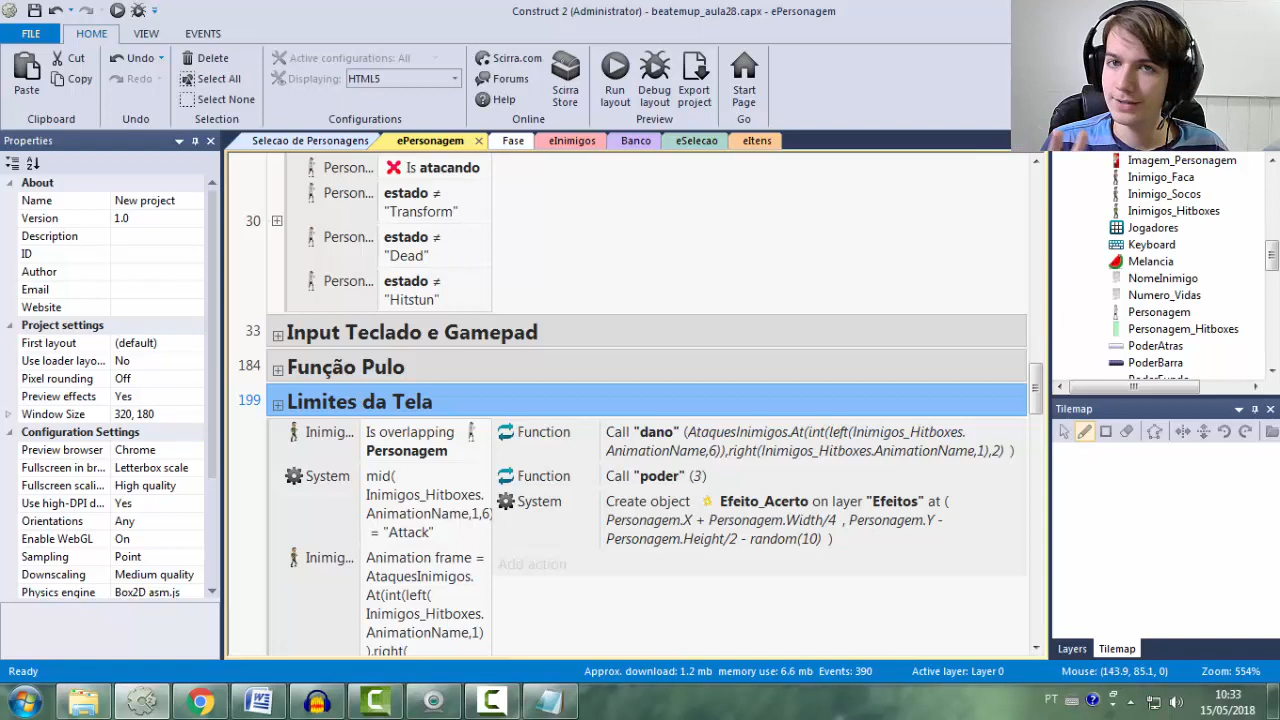 Construct 2 (Administrator) - beatemup_aula28.capx - ePersonagem
FILE HOME VIEW EVENTS
Paste
Cut
Copy
Clipboard
Undo
Redo
Undo
Delete
Select All
Select None
Selection
Active configurations: All
Displaying: HTML5
Configurations
Scirra.com
Forums
Help
Scirra Store
Online
Run layout
Debug layout
Export project
Preview
Start Page
Go
Properties
Selecao de Personagens ePersonagem Fase eInimigos Banco eSelecao eItens
About
Name New project
Version 1.0
Description
ID
Author
Email
Website
Project settings
First layout (default)
Use loader layo... No
Pixel rounding Off
Preview effects Yes
Window Size 320, 180
Configuration Settings
Preview browser Chrome
Fullscreen in br... Letterbox scale
Fullscreen scali... High quality
Use high-DPI di... Yes
Orientations Any
Enable WebGL On
Sampling Point
Downscaling Medium quality
Physics engine Box2D asm.js
Person... Is atacando
Person... estado ≠
"Transform"
30
Person... estado ≠
"Dead"
Person... estado ≠
"Hitstun"
33 Input Teclado e Gamepad
184 Função Pulo
199 Limites da Tela
Inimig... Is overlapping
Personagem
System mid(
Inimigos_Hitboxes.
AnimationName,1,6)
= "Attack"
Inimig... Animation frame =
AtaquesInimigos.
At(int(left(
Inimigos_Hitboxes.
AnimationName,1)
),right(
Function Call "dano" (AtaquesInimigos.At(int(left(Inimigos_Hitboxes.
AnimationName,6)),right(Inimigos_Hitboxes.AnimationName,1),2) )
Function Call "poder" (3)
System Create object Efeito_Acerto on layer "Efeitos" at (
Personagem.X + Personagem.Width/4 , Personagem.Y -
Personagem.Height/2 - random(10) )
Add action
Imagem_Personagem
Inimigo_Faca
Inimigo_Socos
Inimigos_Hitboxes
Jogadores
Keyboard
Melancia
NomeInimigo
Numero_Vidas
Personagem
Personagem_Hitboxes
PoderAtras
PoderBarra
Tilemap
Layers Tilemap
Ready Approx. download: 1.2 mb memory use: 6.6 mb Events: 390 Active layer: Layer 0 Mouse: (143.9, 85.1, 0) Zoom: 554%
PT
10:33
15/05/2018